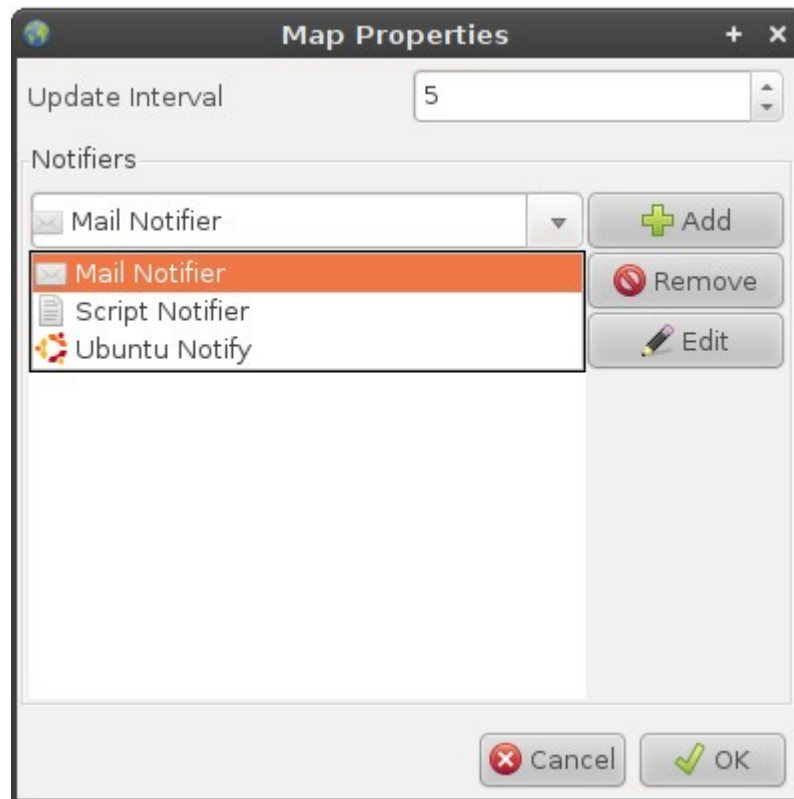 Map Properties
Update Interval 5
Notifiers
Mail Notifier Add
Mail Notifier Remove
Script Notifier
Ubuntu Notify Edit
Cancel OK